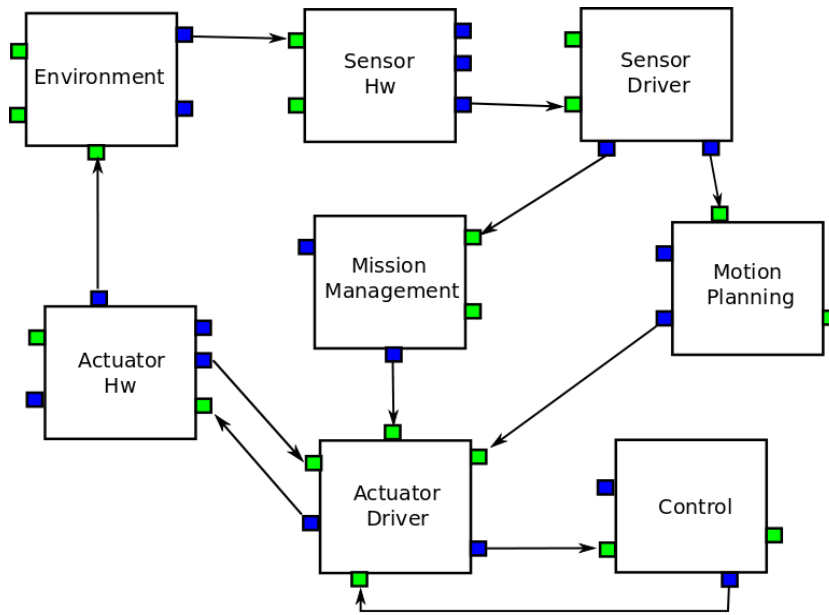 Environment
Sensor
Hw
Sensor
Driver
Mission
Management
Motion
Planning
Actuator
Hw
Actuator
Driver
Control